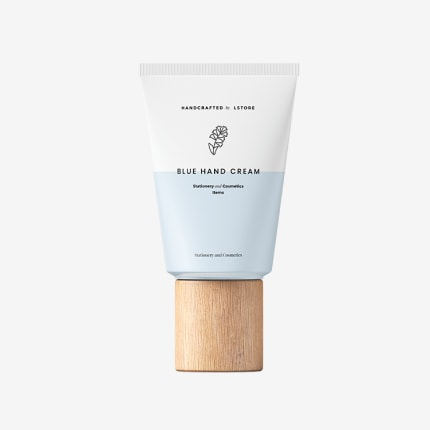 HANDCRAFTED by LSTORE
BLUE HAND CREAM
Stationery and Cosmetics
Items
Stationery and Cosmetics